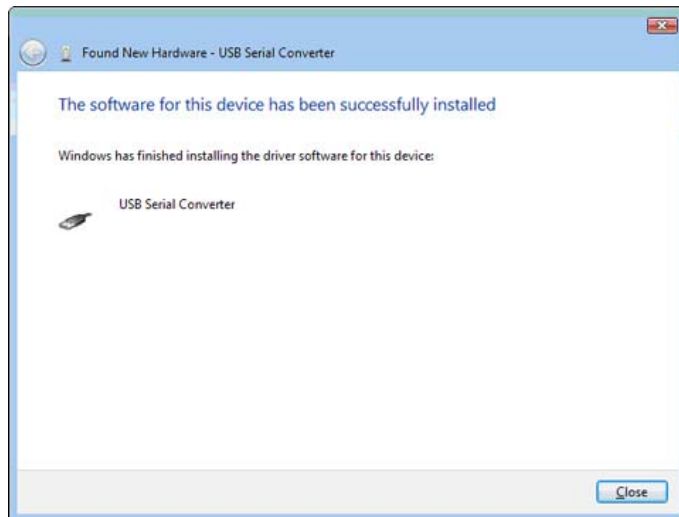 Found New Hardware - USB Serial Converter
The software for this device has been successfully installed
Windows has finished installing the driver software for this device:
USB Serial Converter
Close